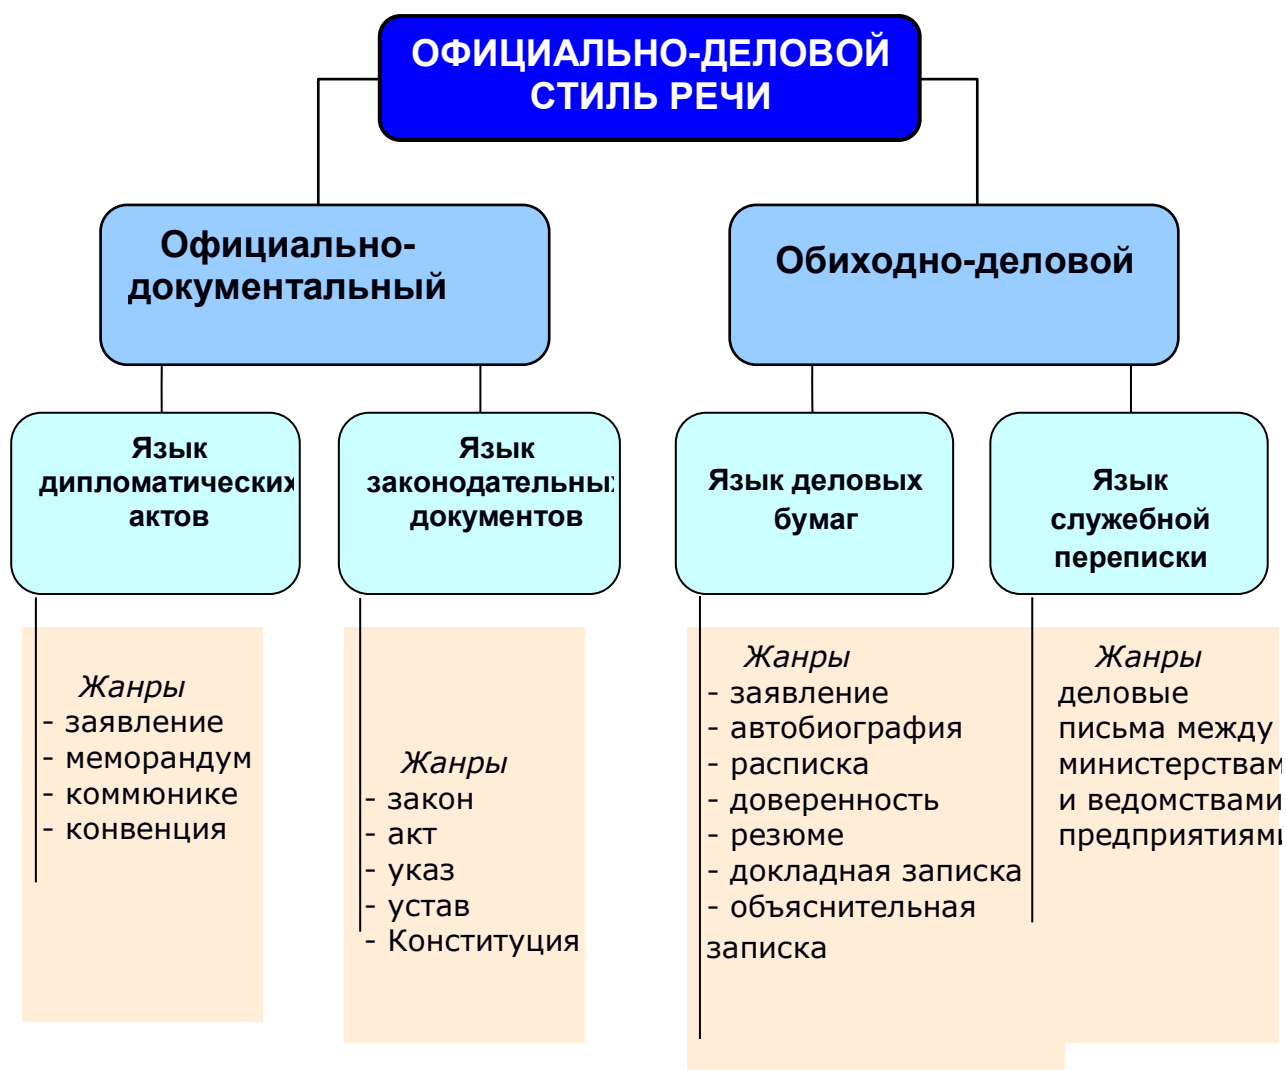 ОФИЦИАЛЬНО-ДЕЛОВОЙ
СТИЛЬ РЕЧИ
Официально-
документальный
Обиходно-деловой
Язык
дипломатических
актов
Язык
законодательных
документов
Язык деловых
бумаг
Язык
служебной
переписки
Жанры
- заявление
- меморандум
- коммюнике
- конвенция
Жанры
- закон
- акт
- указ
- устав
- Конституция
Жанры
- заявление
- автобиография
- расписка
- доверенность
- резюме
- докладная записка
- объяснительная
записка
Жанры
деловые
письма между
министерствам
и ведомствами
предприятиями